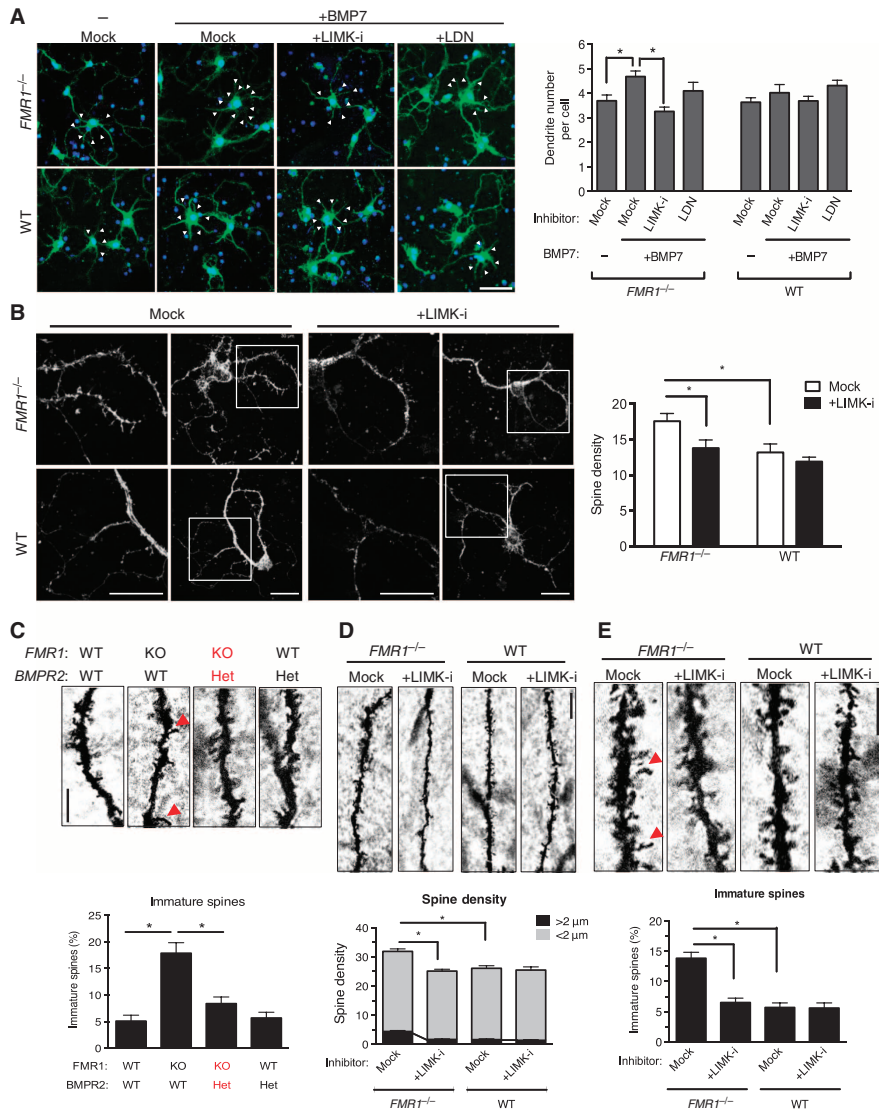 A
–
+BMP7
Mock
Mock
+LIMK-i
+LDN
FMR1–/–
WT
Dendrite number
per cell
6
5
4
3
2
1
0
*
*
Inhibitor:
Mock
Mock
LIMK-i
LDN
Mock
Mock
LIMK-i
LDN
BMP7:
–
+BMP7
–
+BMP7
FMR1–/–
WT
B
Mock
+LIMK-i
FMR1–/–
WT
Spine density
20
15
10
5
0
*
*
Mock
+LIMK-i
FMR1–/–
WT
C
FMR1: WT KO KO WT
BMPR2: WT WT Het Het
Immature spines
Immature spines (%)
25
20
15
10
5
0
*
*
FMR1: WT KO KO WT
BMPR2: WT WT Het Het
D
FMR1–/–
WT
Mock
+LIMK-i
Mock
+LIMK-i
Spine density
>2 μm
<2 μm
Spine density
40
30
20
10
0
*
*
Inhibitor:
Mock
+LIMK-i
Mock
+LIMK-i
FMR1–/–
WT
E
FMR1–/–
WT
Mock
+LIMK-i
Mock
+LIMK-i
Immature spines
Immature spines (%)
20
15
10
5
0
*
*
Inhibitor:
Mock
+LIMK-i
Mock
+LIMK-i
FMR1–/–
WT